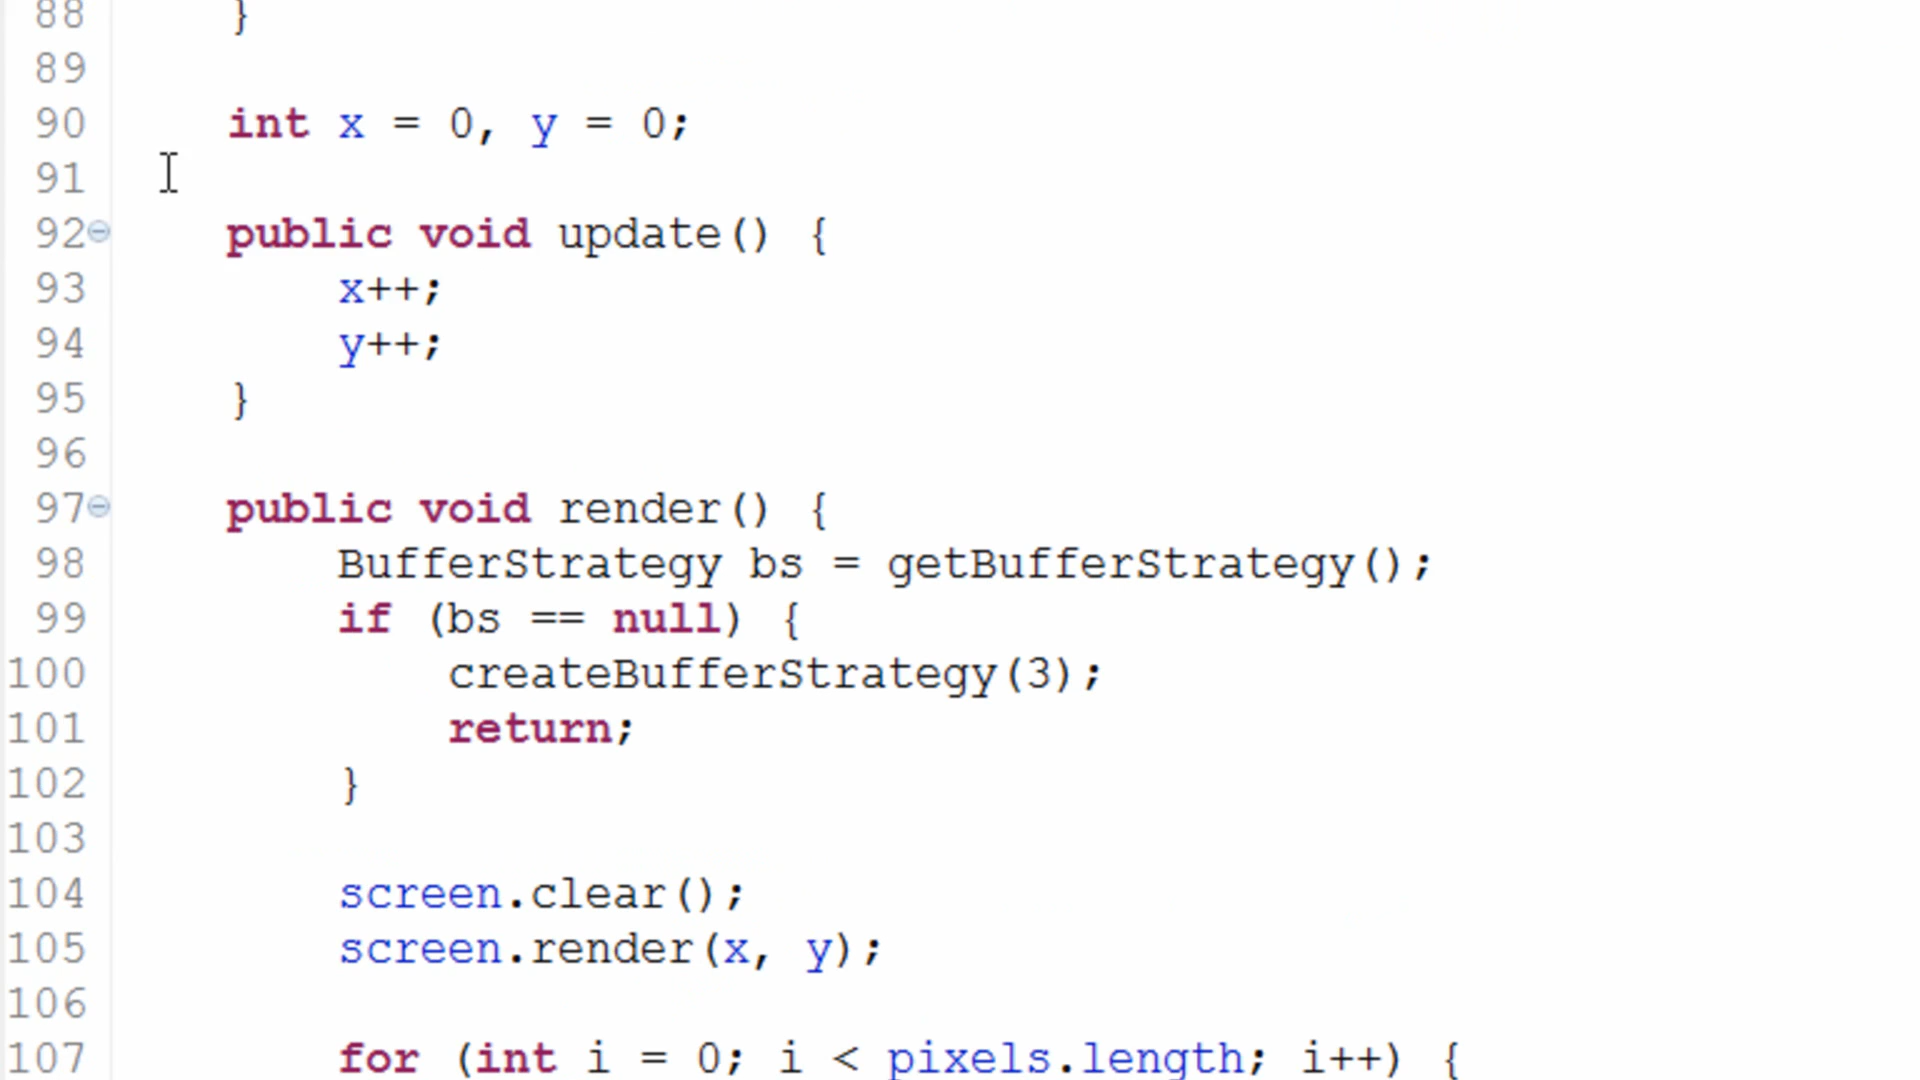 88 }
89
90 int x = 0, y = 0;
91
92 public void update() {
93 x++;
94 y++;
95 }
96
97 public void render() {
98 BufferStrategy bs = getBufferStrategy();
99 if (bs == null) {
100 createBufferStrategy(3);
101 return;
102 }
103
104 screen.clear();
105 screen.render(x, y);
106
107 for (int i = 0; i < pixels.length; i++) {